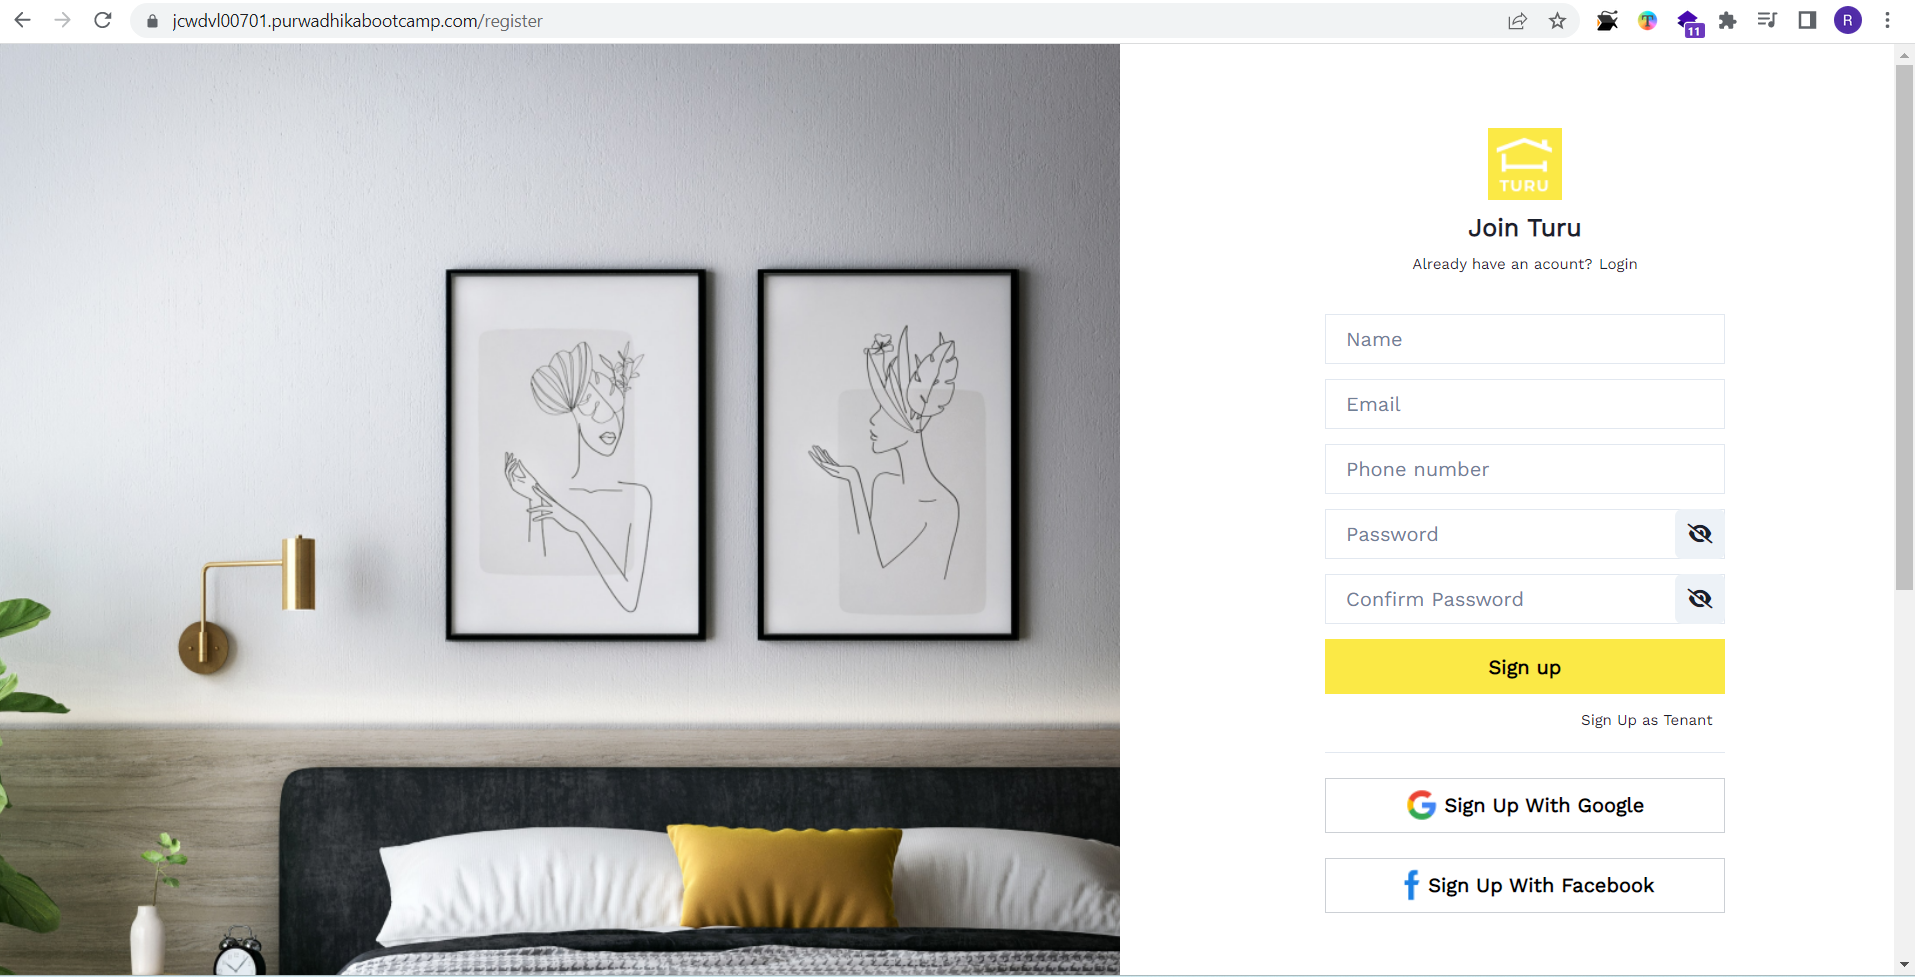 jcwdvl00701.purwadhikabootcamp.com/register
11
R
TURU
Join Turu
Already have an acount? Login
Name
Email
Phone number
Password
Confirm Password
Sign up
Sign Up as Tenant
Sign Up With Google
Sign Up With Facebook